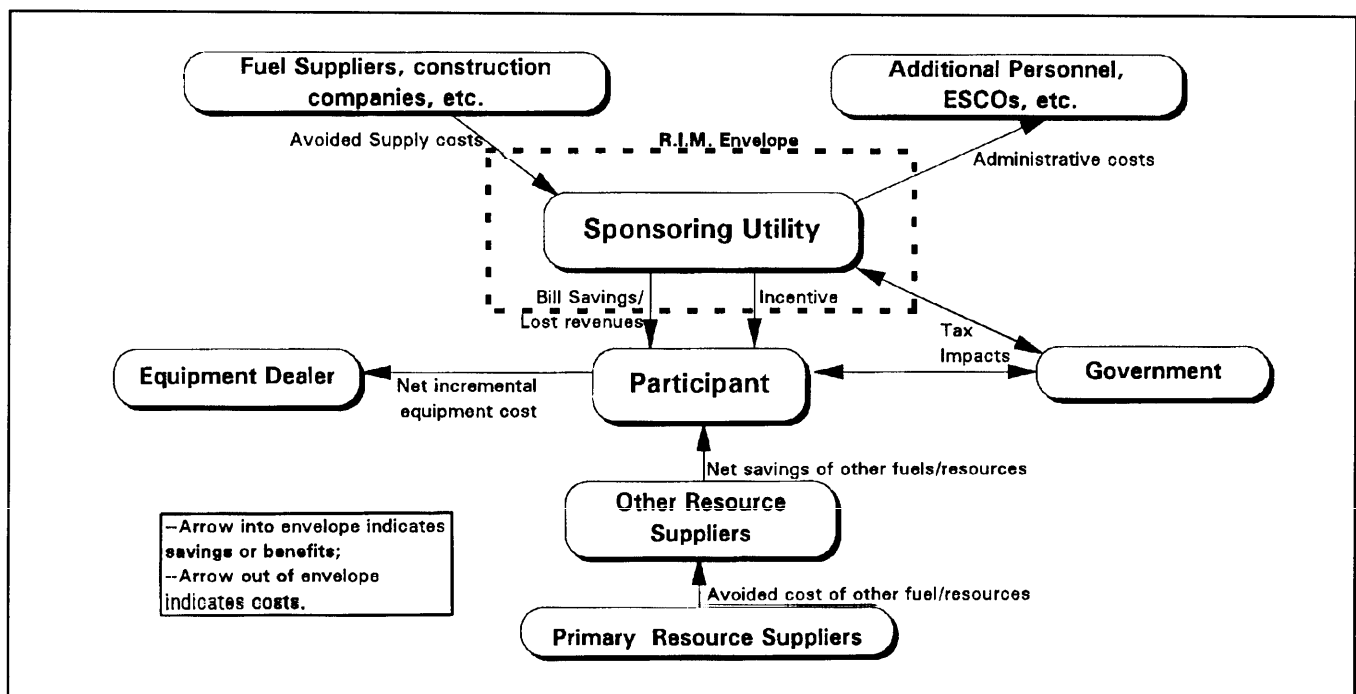 Fuel Suppliers, construction
companies, etc.
Additional Personnel,
ESCOs, etc.
Avoided Supply costs
R.I.M. Envelope
Administrative costs
Sponsoring Utility
Bill Savings/
Lost revenues
Incentive
Tax
Impacts
Equipment Dealer
Net incremental
equipment cost
Participant
Government
Net savings of other fuels/resources
Other Resource
Suppliers
--Arrow into envelope indicates
savings or benefits;
--Arrow out of envelope
indicates costs.
Avoided cost of other fuel/resources
Primary Resource Suppliers